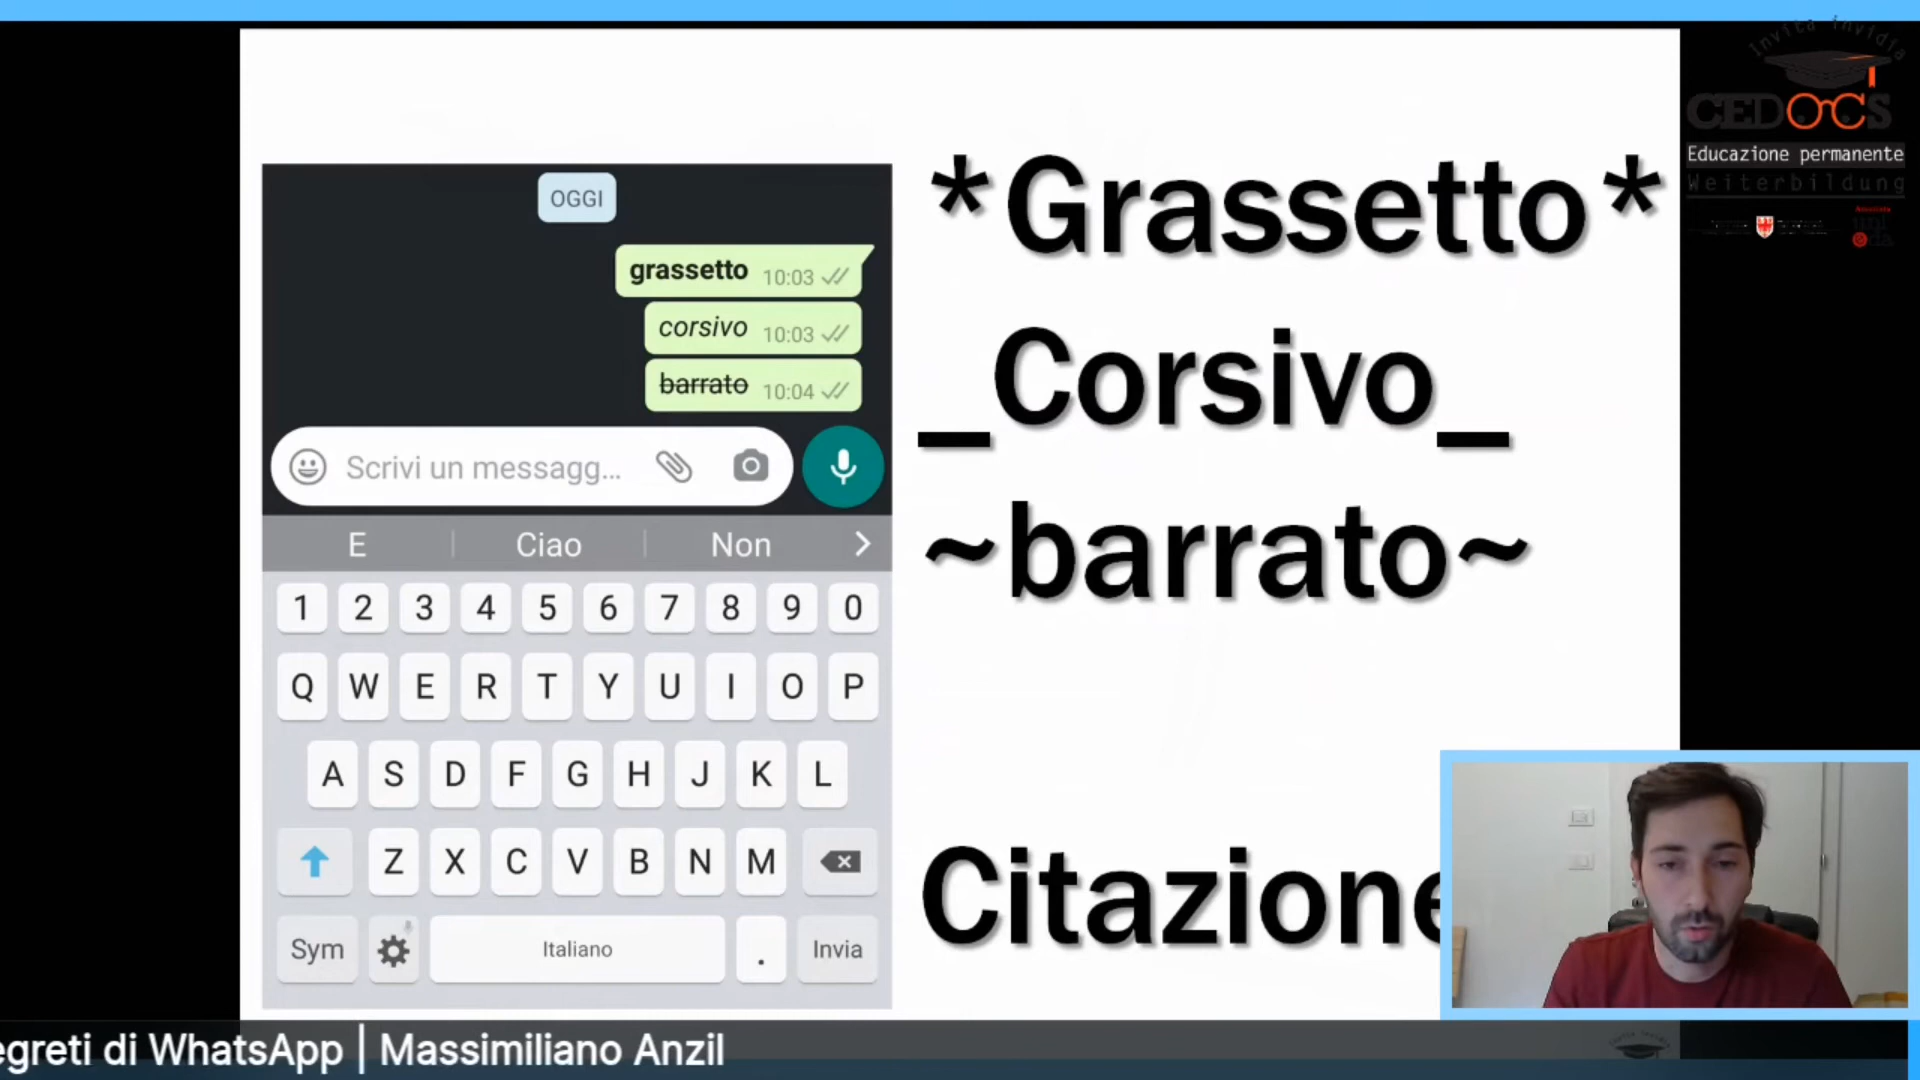 Invita invidia
CEDOCS
Educazione permanente
Weiterbildung
OGGI
grassetto 10:03
corsivo 10:03
barrato 10:04
Scrivi un messagg...
E Ciao Non
1 2 3 4 5 6 7 8 9 0
Q W E R T Y U I O P
A S D F G H J K L
Z X C V B N M
Sym Italiano . Invia
*Grassetto*
_Corsivo_
~barrato~
Citazione
egreti di WhatsApp | Massimiliano Anzil